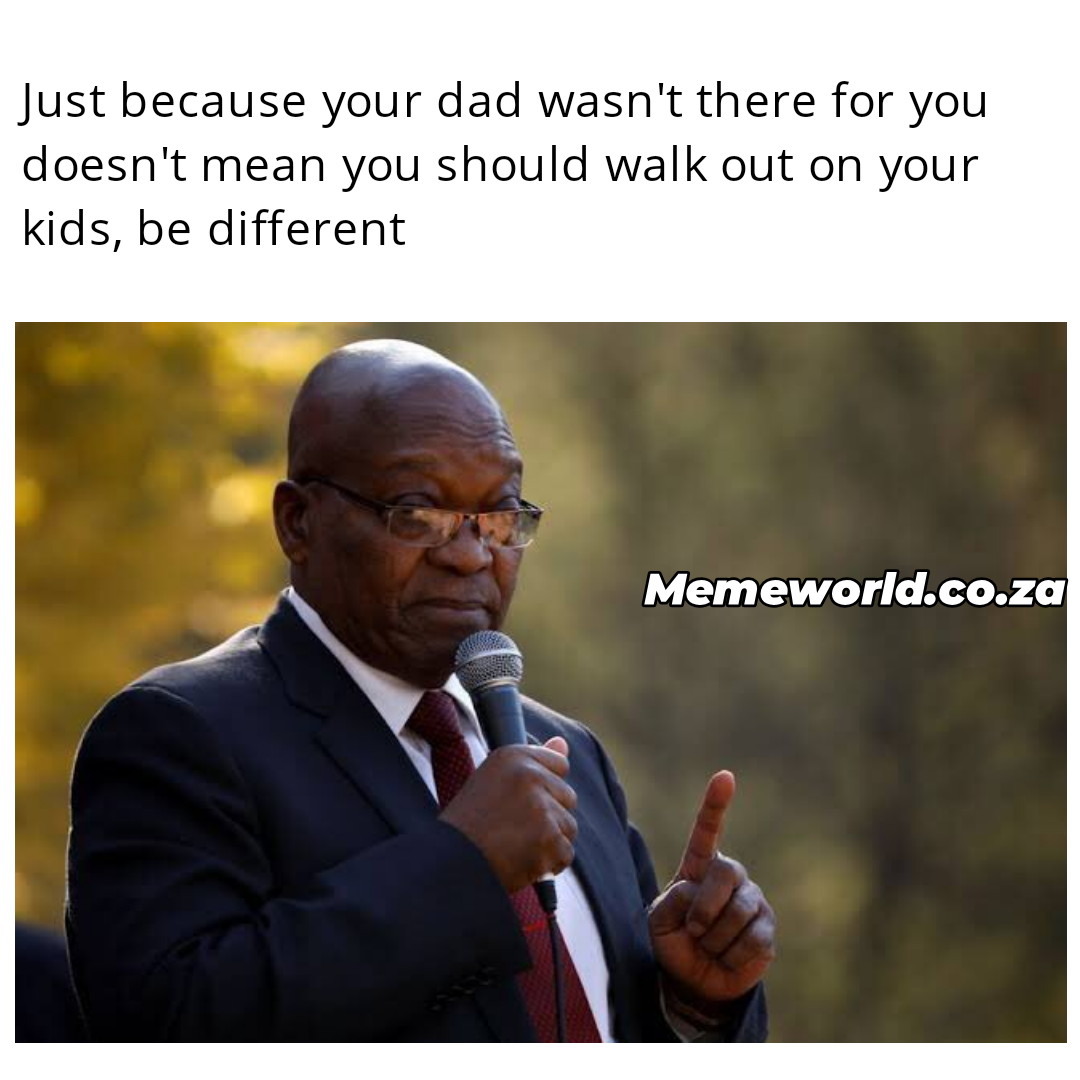 Just because your dad wasn't there for you
doesn't mean you should walk out on your
kids, be different
Memeworld.co.za